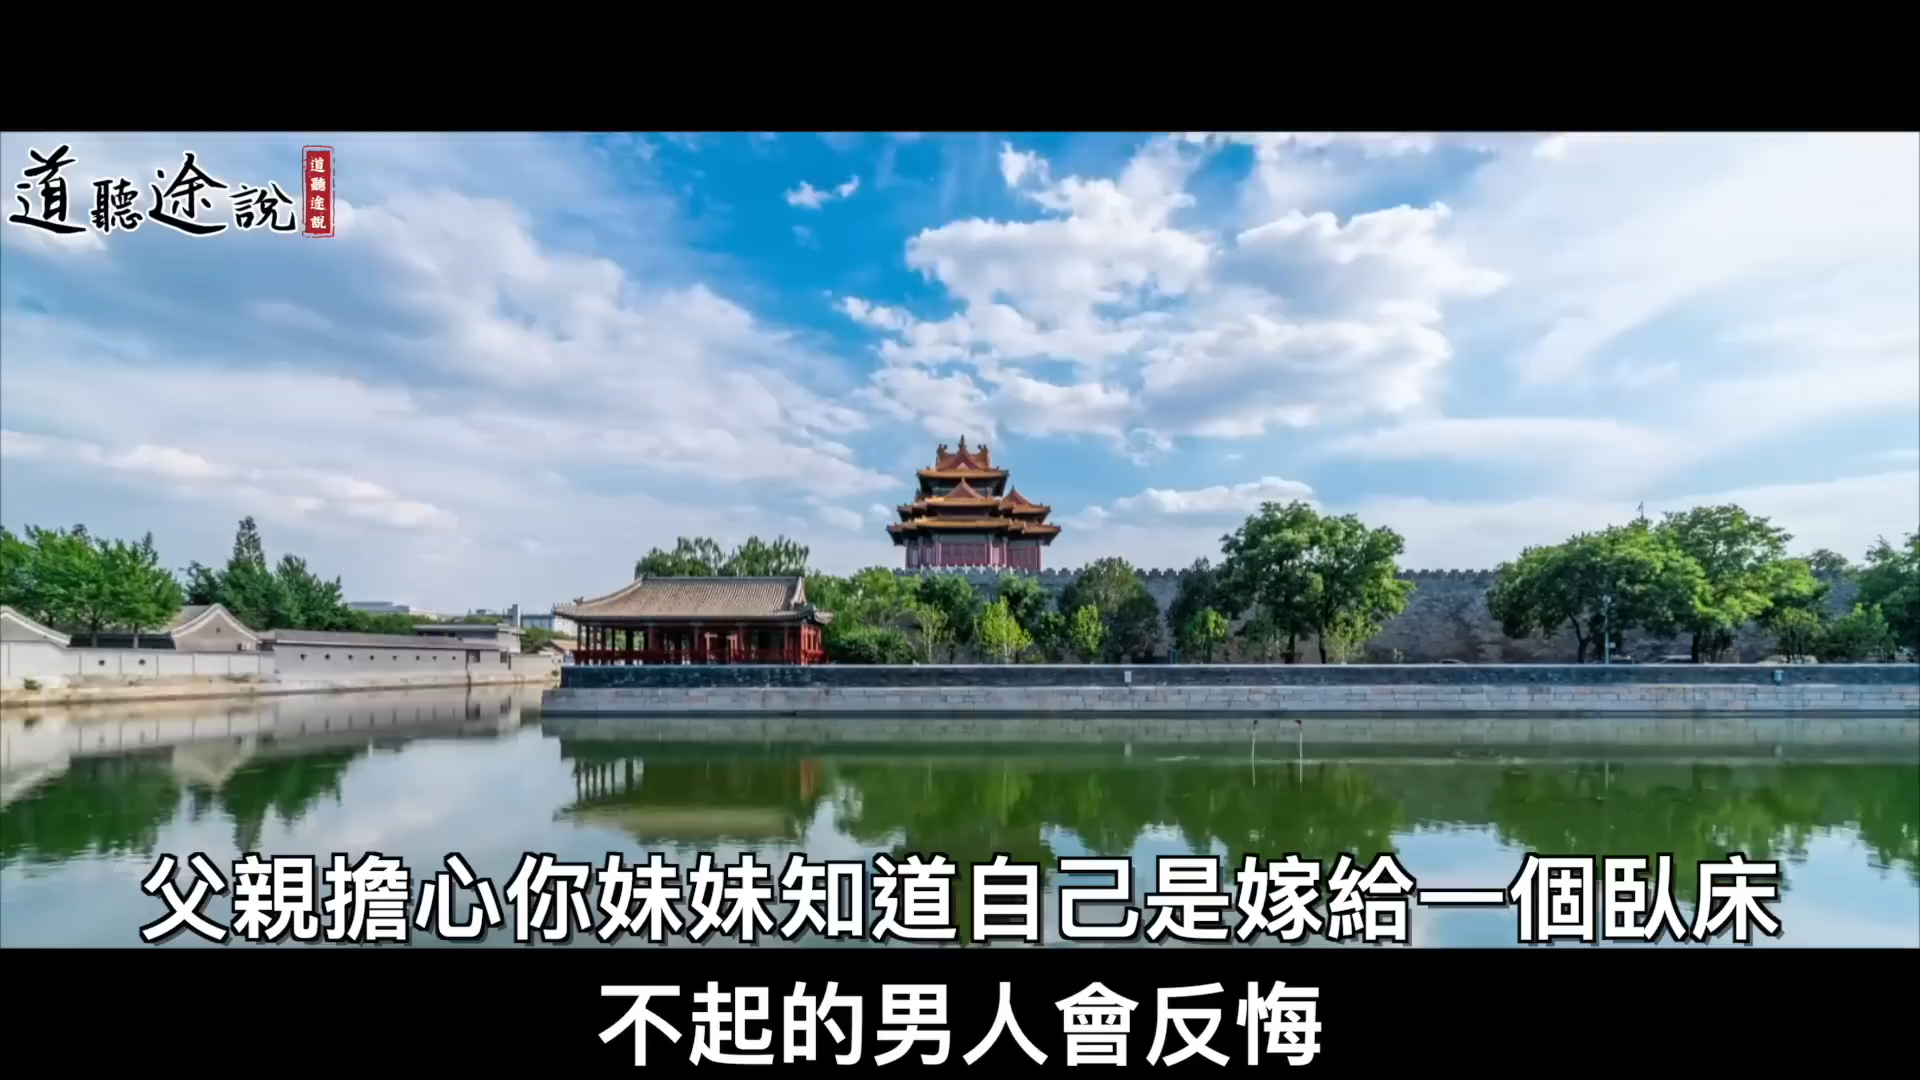 道聽途說
道聽途說
父親擔心你妹妹知道自己是嫁給一個臥床
不起的男人會反悔